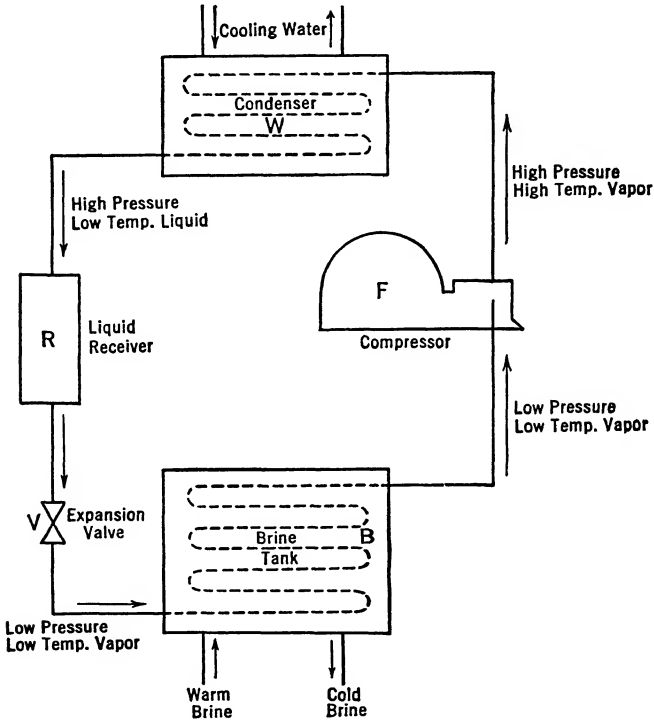 Cooling Water
Condenser
W
High Pressure
Low Temp. Liquid
High Pressure
High Temp. Vapor
R
Liquid
Receiver
F
Compressor
Low Pressure
Low Temp. Vapor
V
Expansion
Valve
Brine
Tank
B
Low Pressure
Low Temp. Vapor
Warm
Brine
Cold
Brine